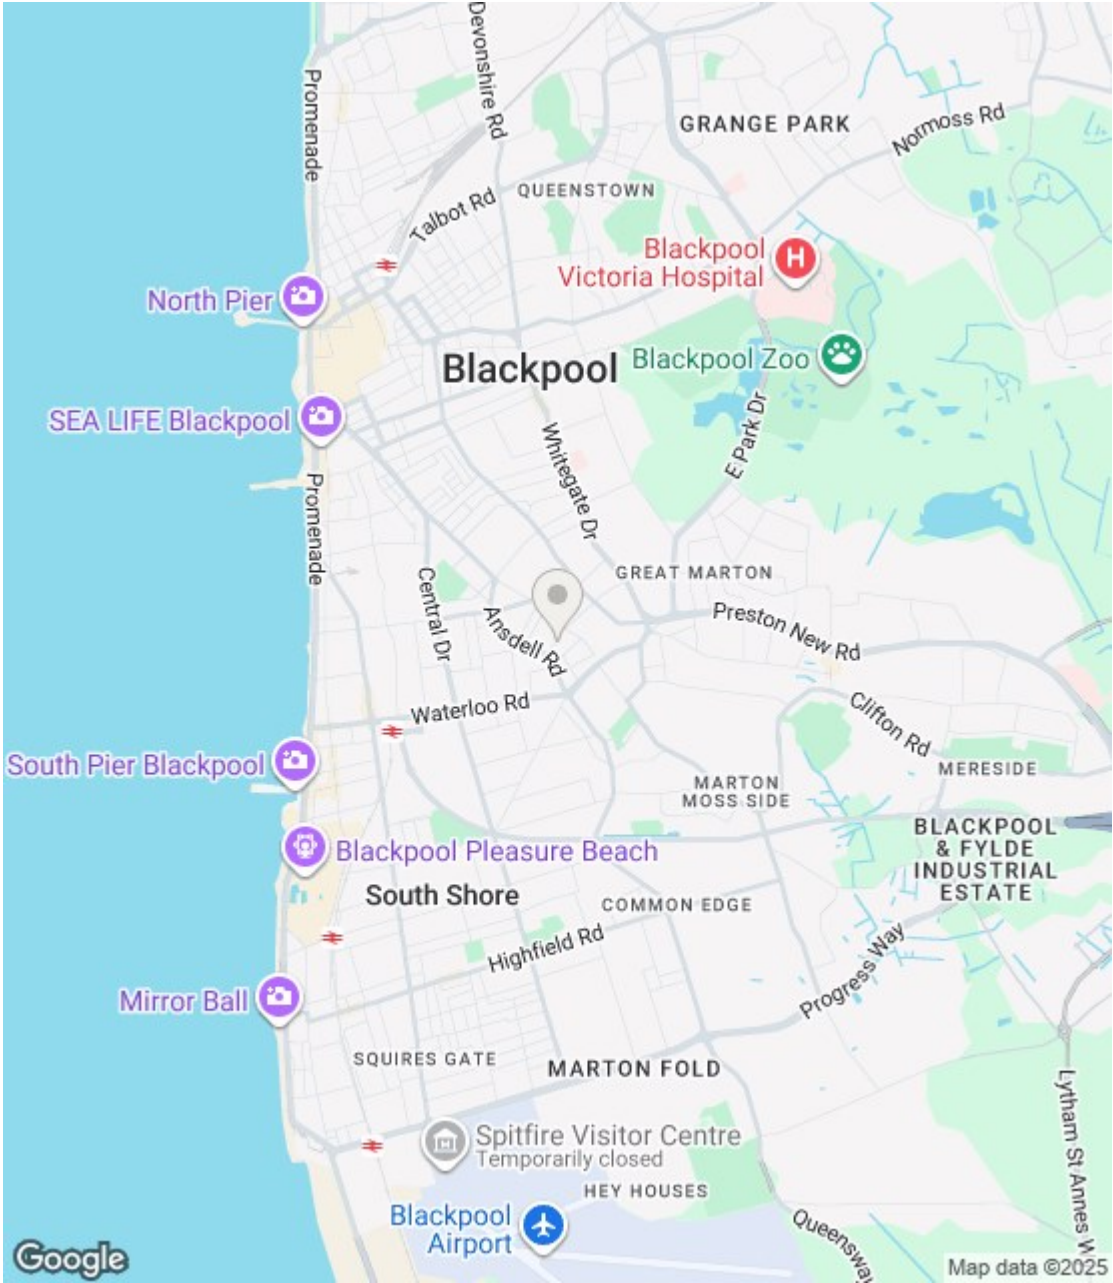 Devonshire Rd
Promenade
GRANGE PARK
Normoss Rd
QUEENSTOWN
Talbot Rd
Blackpool
Victoria Hospital
H
North Pier
Blackpool
Blackpool Zoo
SEA LIFE Blackpool
E Park Dr
Whitegate Dr
Promenade
GREAT MARTON
Central Dr
Ansdell Rd
Preston New Rd
Waterloo Rd
Clifton Rd
South Pier Blackpool
MERESIDE
MARTON
MOSS SIDE
BLACKPOOL
& FYLDE
INDUSTRIAL
ESTATE
Blackpool Pleasure Beach
South Shore
COMMON EDGE
Highfield Rd
Progress Way
Mirror Ball
SQUIRES GATE
MARTON FOLD
Lytham St Annes W
Spitfire Visitor Centre
Temporarily closed
HEY HOUSES
Blackpool
Airport
Queensway
Google
Map data ©2025